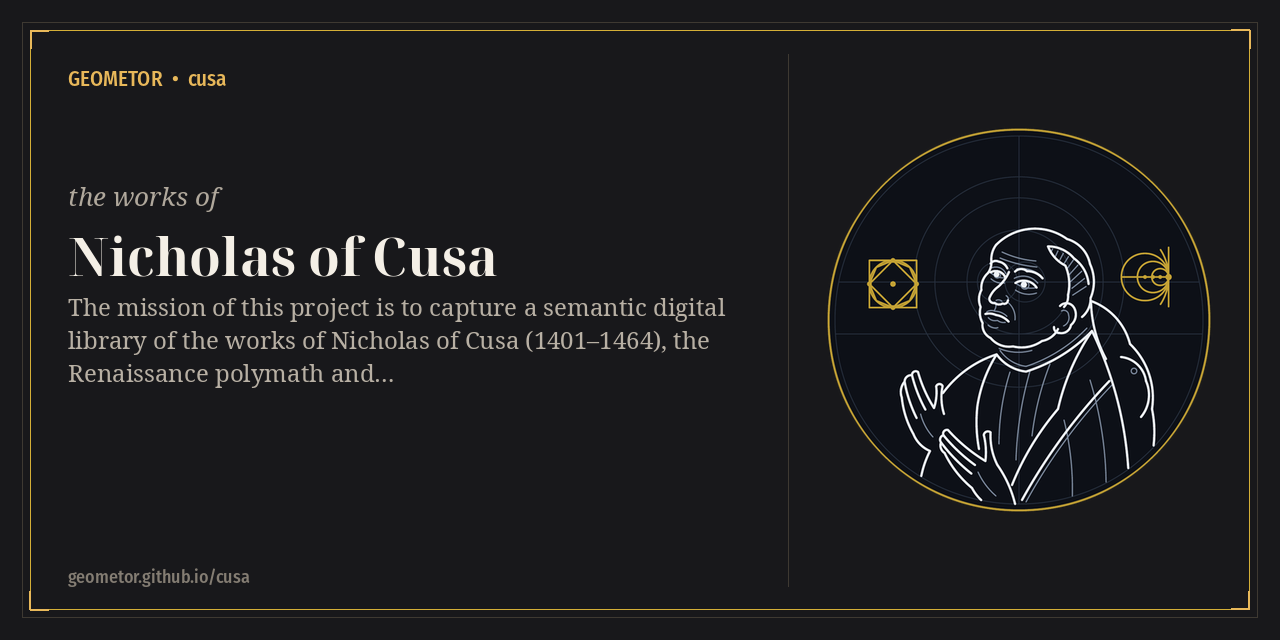 GEOMETOR • cusa
the works of
Nicholas of Cusa
The mission of this project is to capture a semantic digital
library of the works of Nicholas of Cusa (1401–1464), the
Renaissance polymath and...
geometor.github.io/cusa